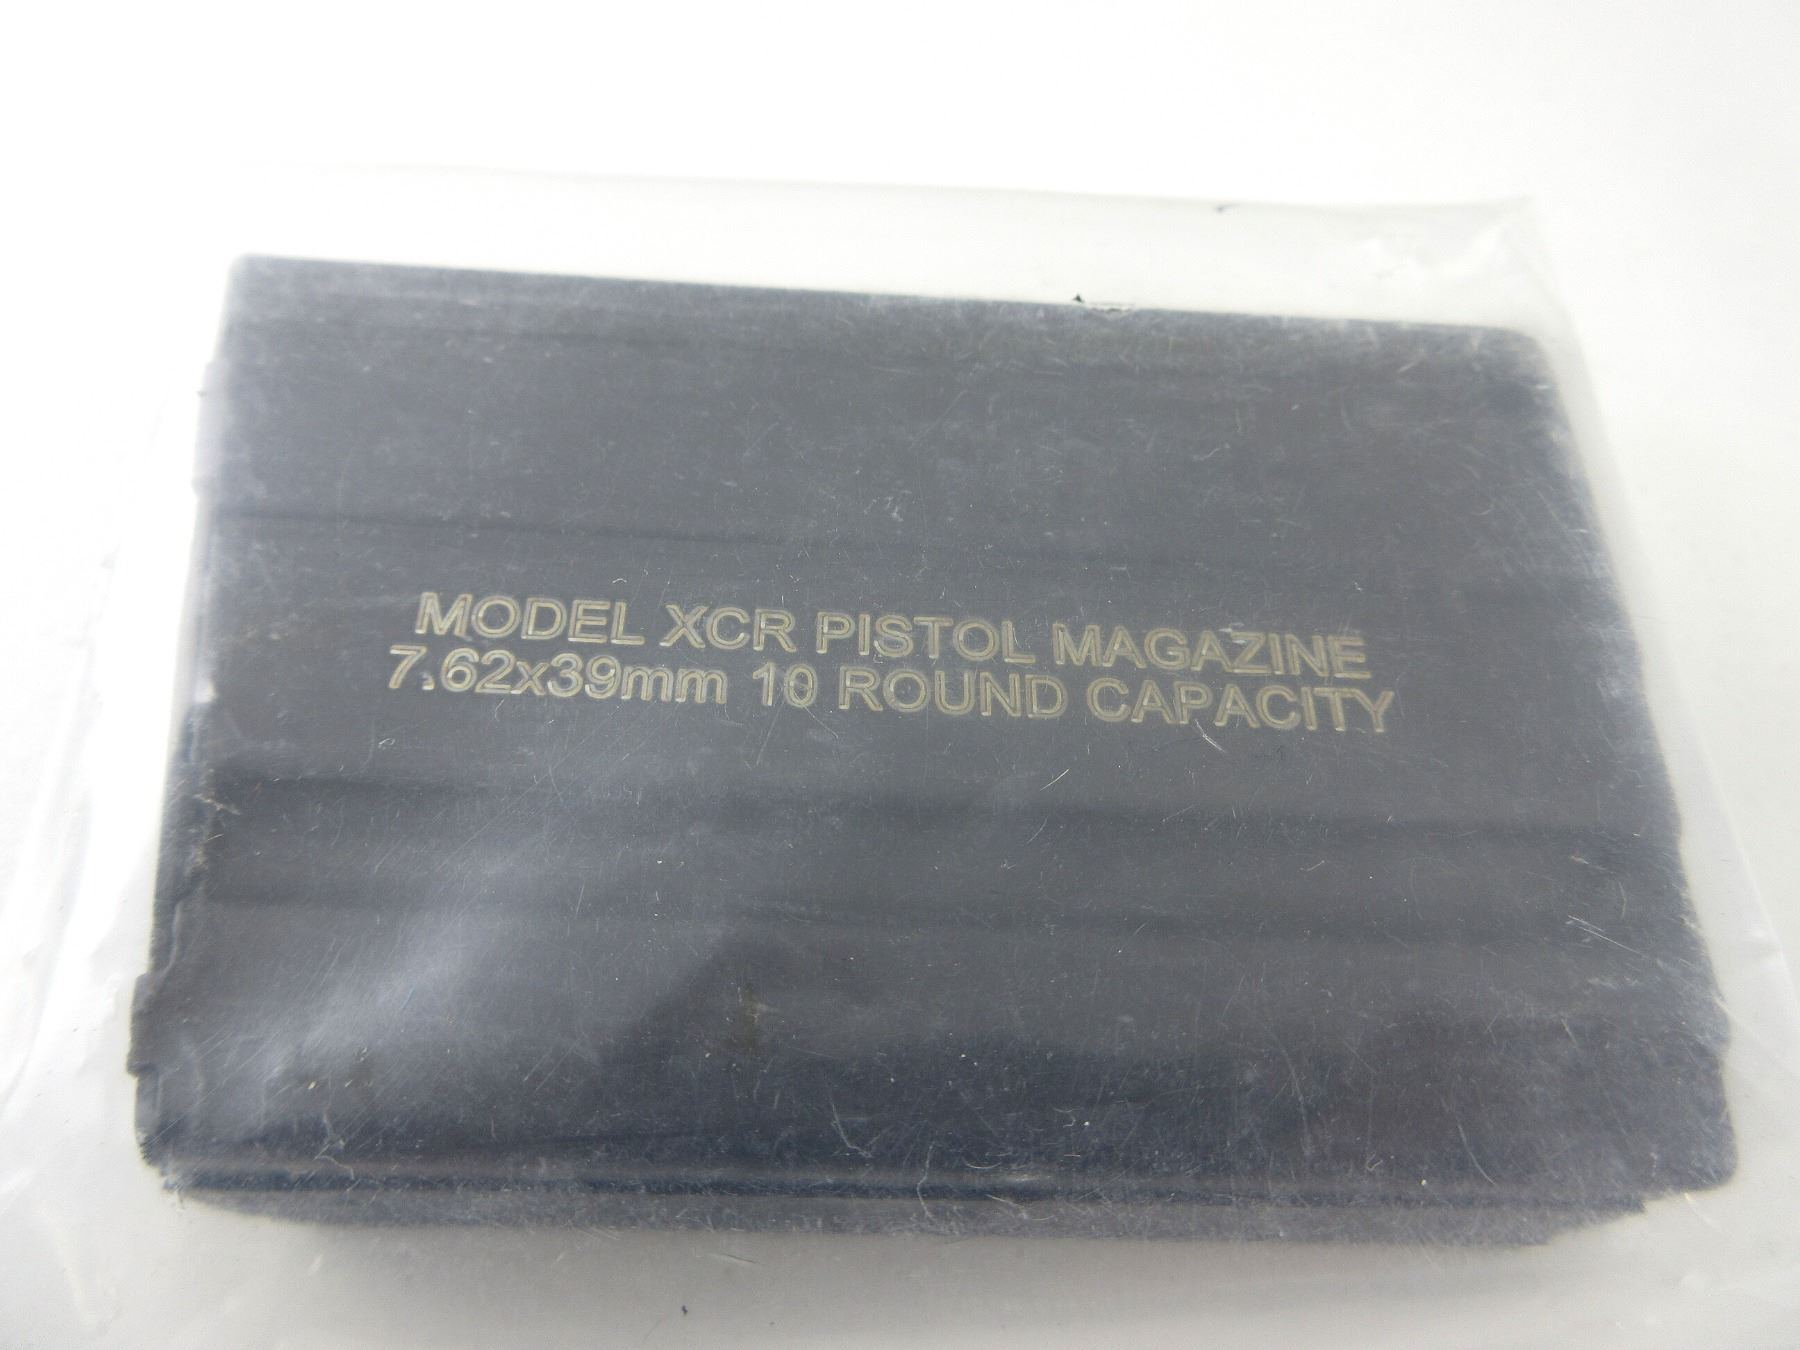 MODEL XCR PISTOL MAGAZINE
7.62x39mm 10 ROUND CAPACITY